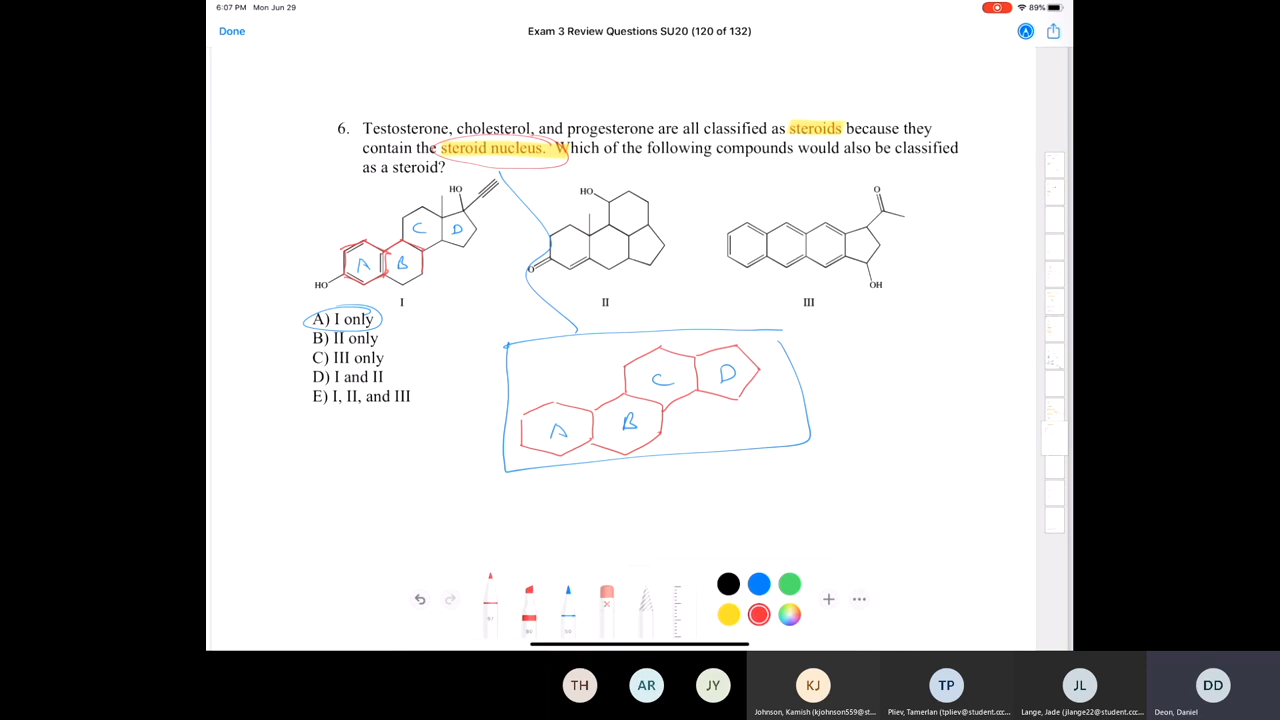 6:07 PM Mon Jun 29
89%
Done
Exam 3 Review Questions SU20 (120 of 132)
6. Testosterone, cholesterol, and progesterone are all classified as steroids because they
contain the steroid nucleus. Which of the following compounds would also be classified
as a steroid?
HO
C
D
A
B
HO
I
HO
O
II
O
OH
III
A) I only
B) II only
C) III only
D) I and II
E) I, II, and III
C
D
A
B
TH
AR
JY
KJ
TP
JL
DD
Johnson, Kamish (kjohnson559@st...
Pliev, Tamerlan (tpliev@student.ccc...
Lange, Jade (jlange22@student.ccc...
Deon, Daniel